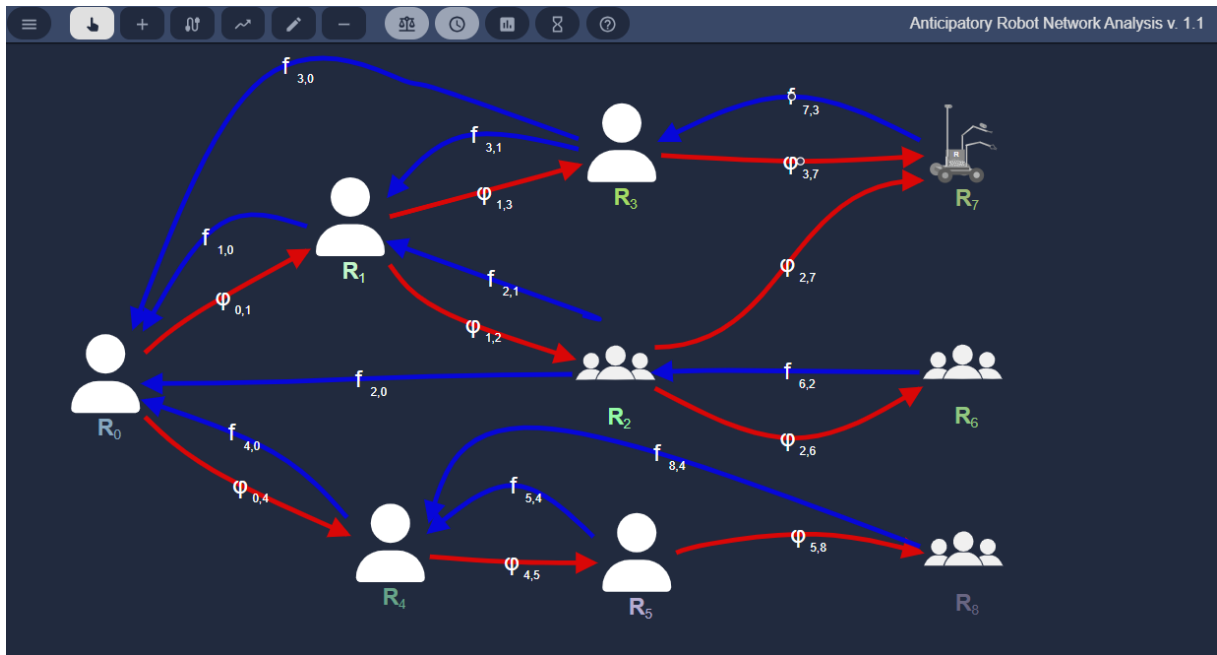 Anticipatory Robot Network Analysis v. 1.1
f 3,0
f 7,3
f 3,1
φ 3,7
φ 1,3
R3
R7
f 1,0
R1
φ 2,7
f 2,1
φ 0,1
φ 1,2
f 2,0
f 6,2
R0
R2
R6
f 4,0
φ 2,6
f 8,4
φ 0,4
f 5,4
φ 5,8
φ 4,5
R4
R5
R8